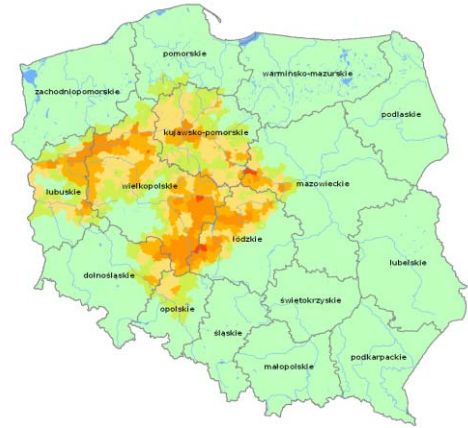 pomorskie
warmińsko-mazurskie
zachodniopomorskie
podlaskie
kujawsko-pomorskie
mazowieckie
wielkopolskie
lubuskie
łódzkie
lubelskie
dolnośląskie
świętokrzyskie
opolskie
śląskie
podkarpackie
małopolskie